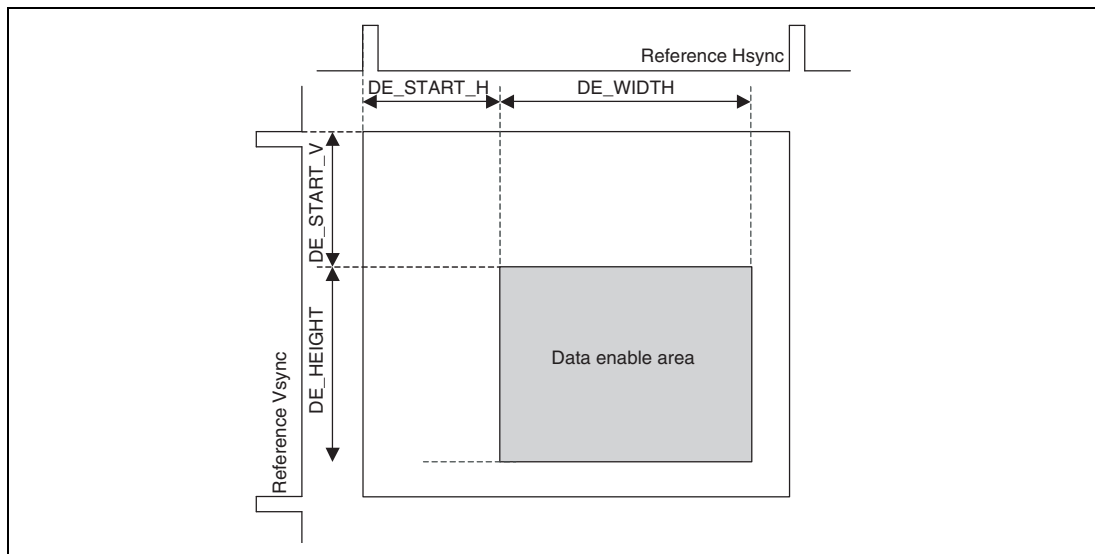 Reference Hsync
DE_START_H
DE_WIDTH
DE_START_V
DE_HEIGHT
Reference Vsync
Data enable area